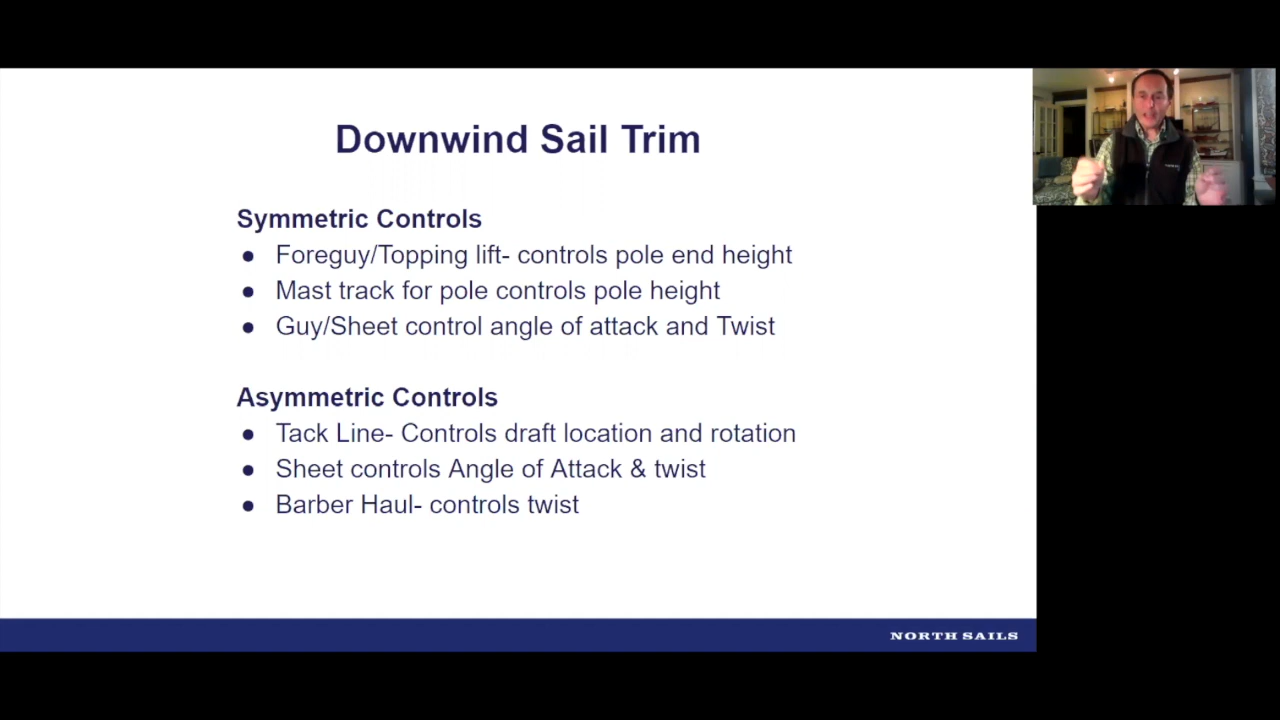 Downwind Sail Trim
Symmetric Controls
● Foreguy/Topping lift- controls pole end height
● Mast track for pole controls pole height
● Guy/Sheet control angle of attack and Twist
Asymmetric Controls
● Tack Line- Controls draft location and rotation
● Sheet controls Angle of Attack & twist
● Barber Haul- controls twist
NORTH SAILS